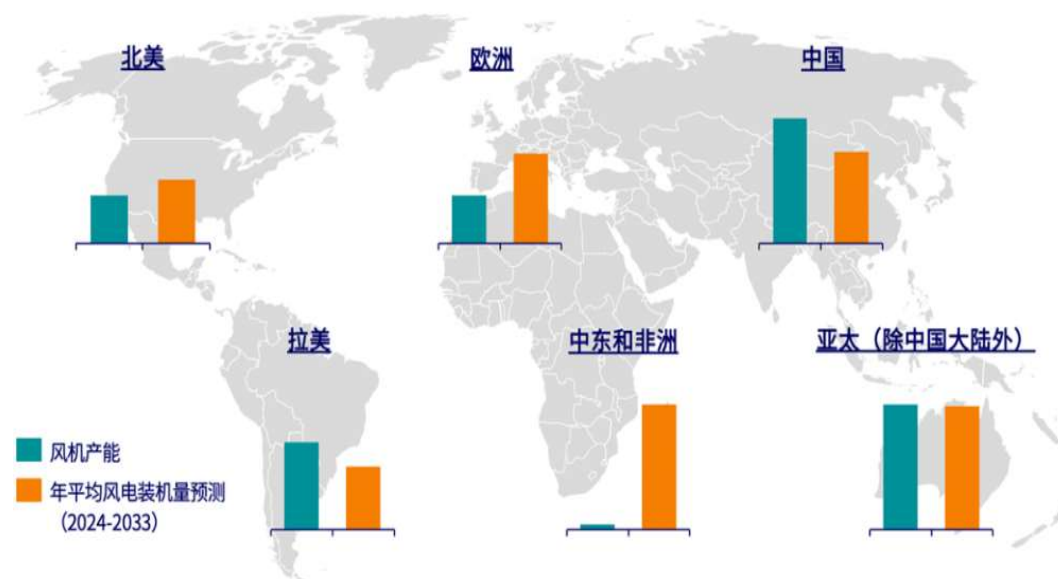 北美
欧洲
中国
拉美
中东和非洲
亚太（除中国大陆外）
风机产能
年平均风电装机量预测
（2024-2033）